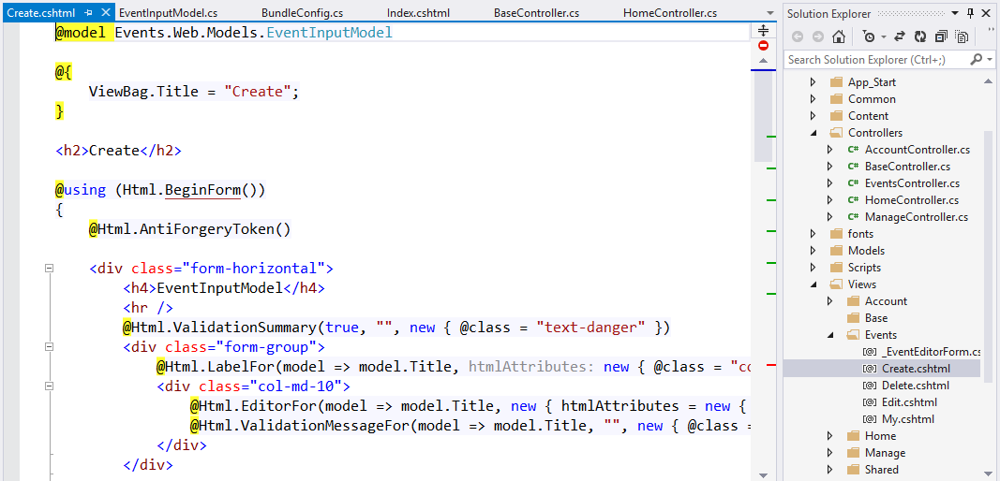 Create.cshtml EventInputModel.cs BundleConfig.cs Index.cshtml BaseController.cs HomeController.cs
@model Events.Web.Models.EventInputModel
@{
ViewBag.Title = "Create";
}
<h2>Create</h2>
@using (Html.BeginForm())
{
@Html.AntiForgeryToken()
<div class="form-horizontal">
<h4>EventInputModel</h4>
<hr />
@Html.ValidationSummary(true, "", new { @class = "text-danger" })
<div class="form-group">
@Html.LabelFor(model => model.Title, htmlAttributes: new { @class = "co
<div class="col-md-10">
@Html.EditorFor(model => model.Title, new { htmlAttributes = new {
@Html.ValidationMessageFor(model => model.Title, "", new { @class =
</div>
</div>
Solution Explorer
Search Solution Explorer (Ctrl+;)
App_Start
Common
Content
Controllers
C# AccountController.cs
C# BaseController.cs
C# EventsController.cs
C# HomeController.cs
C# ManageController.cs
fonts
Models
Scripts
Views
Account
Base
Events
[@] _EventEditorForm.cs
[@] Create.cshtml
[@] Delete.cshtml
[@] Edit.cshtml
[@] My.cshtml
Home
Manage
Shared